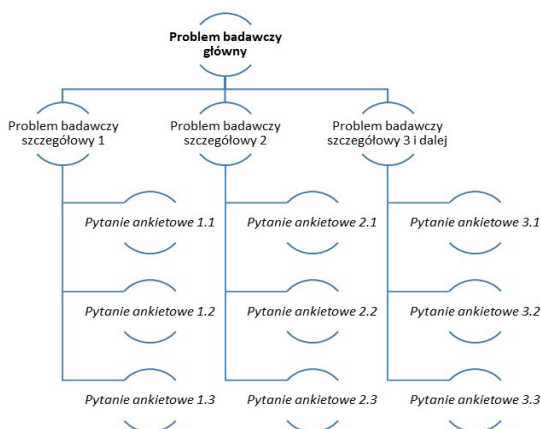 Problem badawczy
główny
Problem badawczy
szczegółowy 1
Problem badawczy
szczegółowy 2
Problem badawczy
szczegółowy 3 i dalej
Pytanie ankietowe 1.1
Pytanie ankietowe 2.1
Pytanie ankietowe 3.1
Pytanie ankietowe 1.2
Pytanie ankietowe 2.2
Pytanie ankietowe 3.2
Pytanie ankietowe 1.3
Pytanie ankietowe 2.3
Pytanie ankietowe 3.3